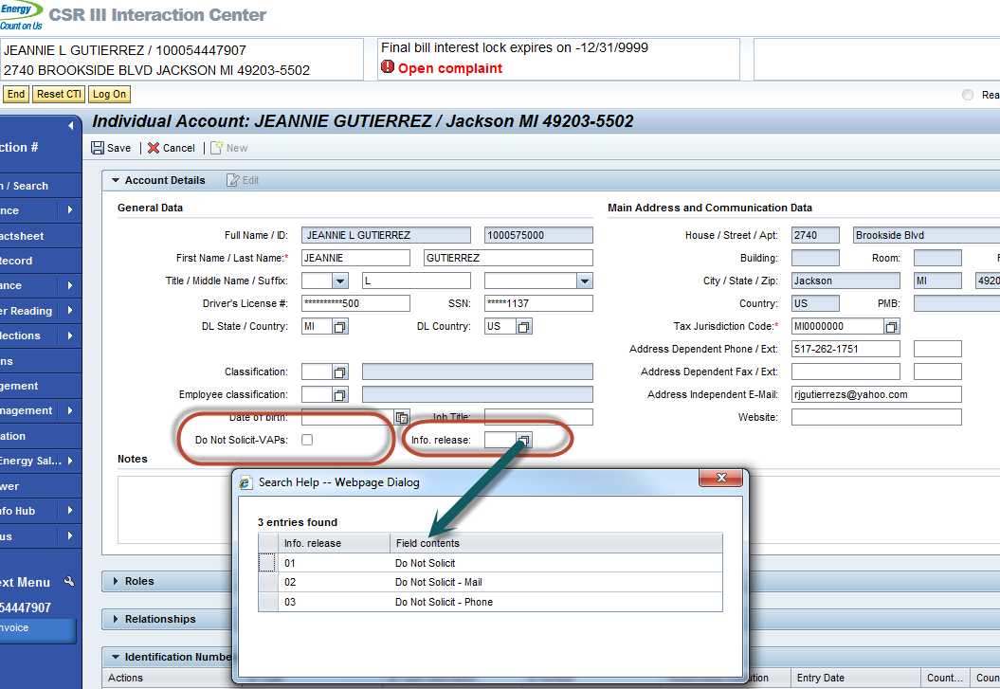 Energy CSR III Interaction Center
Count on Us
JEANNIE L GUTIERREZ / 100054447907
2740 BROOKSIDE BLVD JACKSON MI 49203-5502
Final bill interest lock expires on -12/31/9999
Open complaint
End Reset CTI Log On
Rea
Individual Account: JEANNIE GUTIERREZ / Jackson MI 49203-5502
ction #
Save Cancel New
/ Search
nce
actsheet
Record
ance
er Reading
lections
ns
gement
nagement
ation
Energy Sal...
wer
nfo Hub
us
ext Menu
54447907
nvoice
Account Details Edit
General Data
Full Name / ID: JEANNIE L GUTIERREZ 1000575000
First Name / Last Name:* JEANNIE GUTIERREZ
Title / Middle Name / Suffix: L
Driver's License #: **********500 SSN: *****1137
DL State / Country: MI DL Country: US
Classification:
Employee classification:
Date of birth: Job Title:
Do Not Solicit-VAPs: Info. release:
Notes
Main Address and Communication Data
House / Street / Apt: 2740 Brookside Blvd
Building: Room:
City / State / Zip: Jackson MI 4920
Country: US PMB:
Tax Jurisdiction Code:* MI0000000
Address Dependent Phone / Ext: 517-262-1751
Address Dependent Fax / Ext:
Address Independent E-Mail: rjgutierrezs@yahoo.com
Website:
Search Help -- Webpage Dialog
3 entries found
Info. release Field contents
01 Do Not Solicit
02 Do Not Solicit - Mail
03 Do Not Solicit - Phone
Roles
Relationships
Identification Numbe
Actions Entry Date Count... Coun